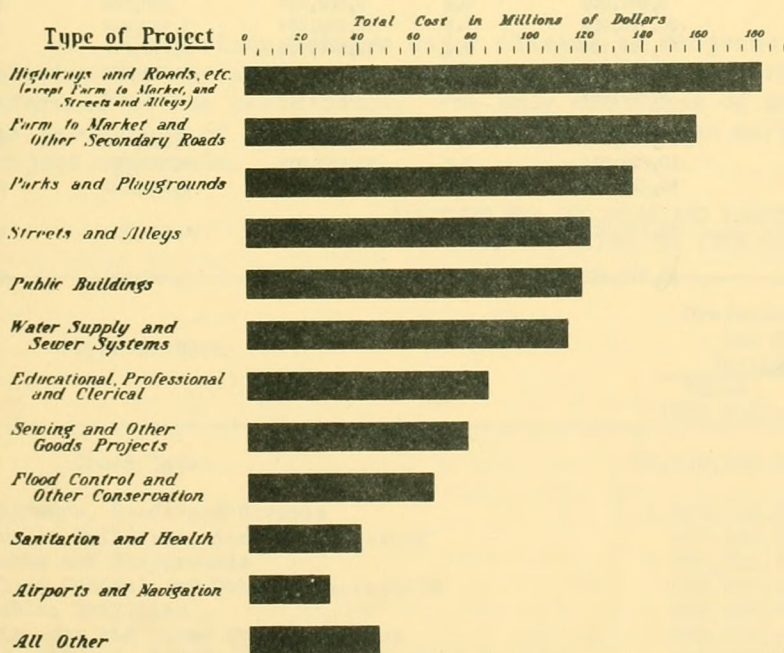 Total Cost in Millions of Dollars
Type of Project
0 20 40 60 80 100 120 140 160 180
Highways and Roads, etc.
(except Farm to Market, and
Streets and Alleys)
Farm to Market and
Other Secondary Roads
Parks and Playgrounds
Streets and Alleys
Public Buildings
Water Supply and
Sewer Systems
Educational, Professional
and Clerical
Sewing and Other
Goods Projects
Flood Control and
Other Conservation
Sanitation and Health
Airports and Navigation
All Other